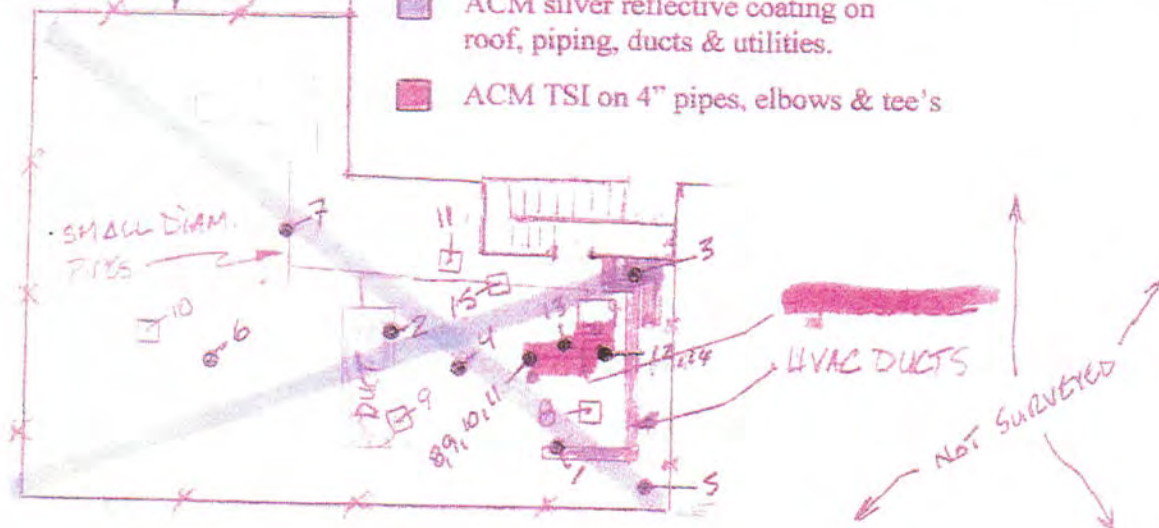 ACM silver reflective coating on
roof, piping, ducts & utilities.
ACM TSI on 4" pipes, elbows & tee's
SMALL DIAM.
PIPES
7
11
3
15
13
10
6
2
4
12, 14
HVAC DUCTS
DUCT
9
8, 9, 10, 11
8
1
5
NOT SURVEYED